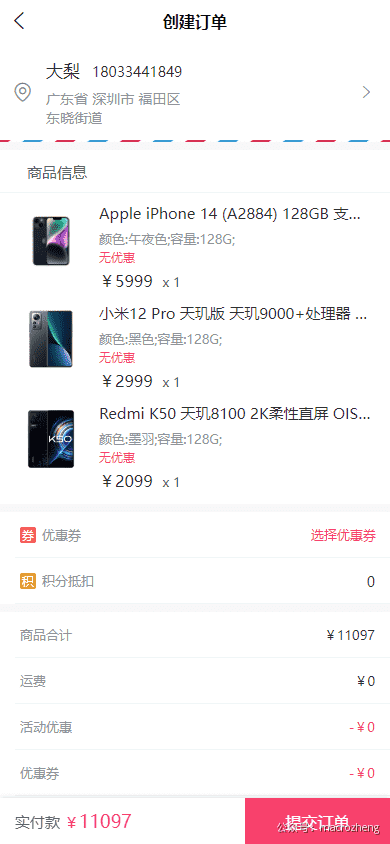 创建订单
大梨 18033441849
广东省 深圳市 福田区
东晓街道
商品信息
Apple iPhone 14 (A2884) 128GB 支...
颜色:午夜色;容量:128G;
无优惠
￥5999 x 1
小米12 Pro 天玑版 天玑9000+处理器 ...
颜色:黑色;容量:128G;
无优惠
￥2999 x 1
Redmi K50 天玑8100 2K柔性直屏 OIS...
颜色:墨羽;容量:128G;
无优惠
K50
￥2099 x 1
券 优惠券 选择优惠券
积 积分抵扣 0
商品合计 ￥11097
运费 ￥0
活动优惠 -￥0
优惠券 -￥0
实付款 ￥11097 提交订单
公众号：macrozheng